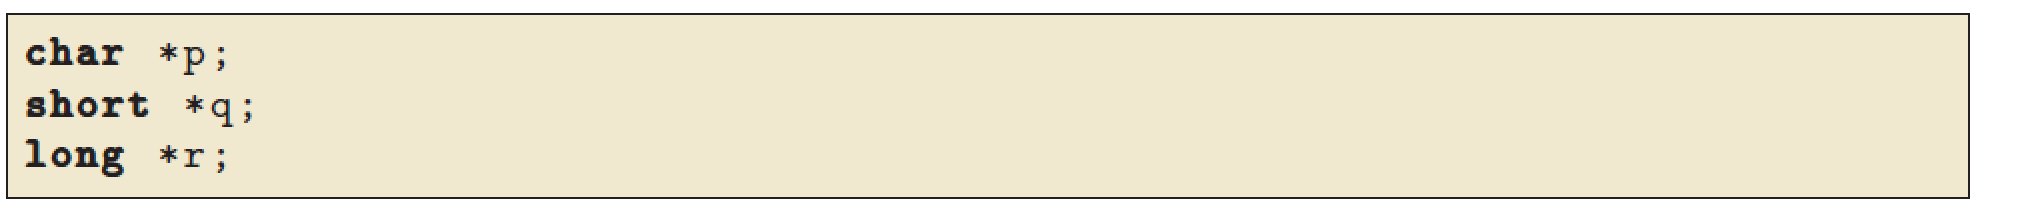 char *p;
short *q;
long *r;